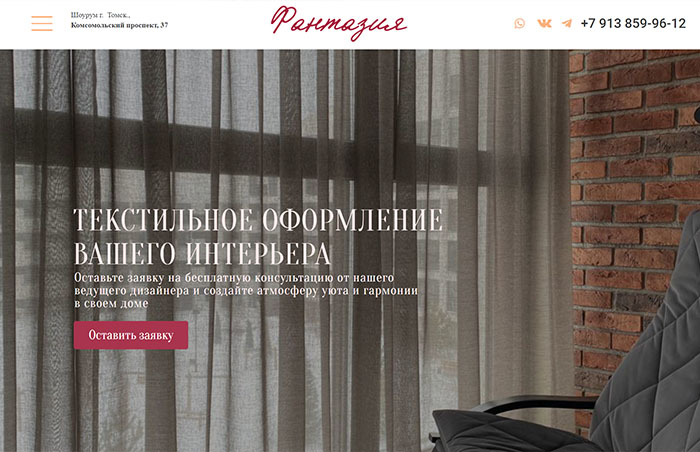 Шоурум г. Томск.,
Комсомольский проспект, 37
Фантазия
+7 913 859-96-12
ТЕКСТИЛЬНОЕ ОФОРМЛЕНИЕ
ВАШЕГО ИНТЕРЬЕРА
Оставьте заявку на бесплатную консультацию от нашего
ведущего дизайнера и создайте атмосферу уюта и гармонии
в своем доме
Оставить заявку